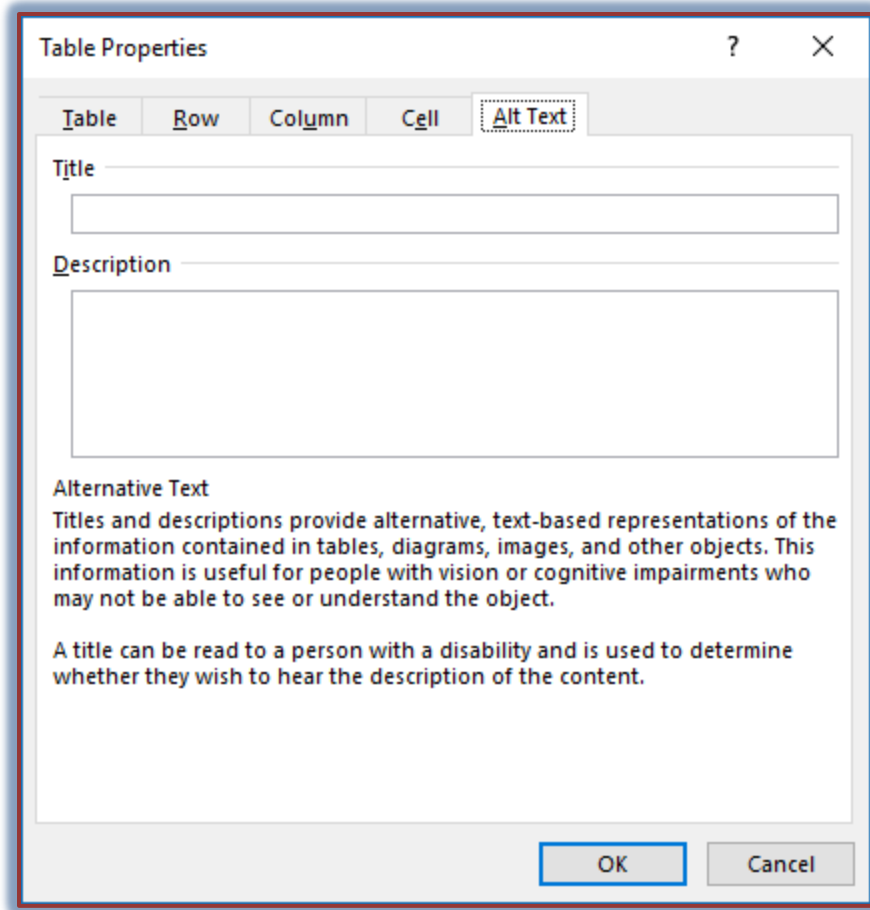 Table Properties ? X
Table Row Column Cell Alt Text
Title
Description
Alternative Text
Titles and descriptions provide alternative, text-based representations of the
information contained in tables, diagrams, images, and other objects. This
information is useful for people with vision or cognitive impairments who
may not be able to see or understand the object.
A title can be read to a person with a disability and is used to determine
whether they wish to hear the description of the content.
OK Cancel